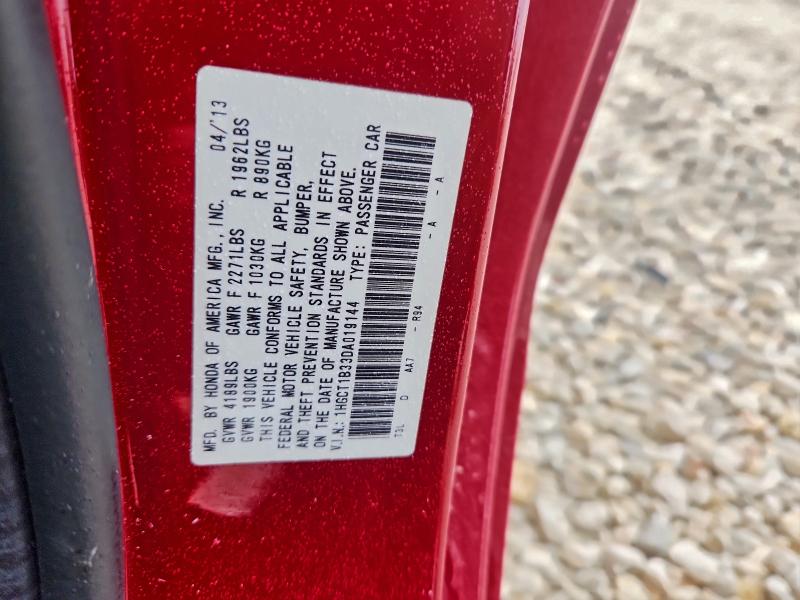 MFD. BY HONDA OF AMERICA MFG., INC. 04/'13
GVWR 4189LBS GAWR F 2271LBS R 1962LBS
GVWR 1900KG GAWR F 1030KG R 890KG
THIS VEHICLE CONFORMS TO ALL APPLICABLE
FEDERAL MOTOR VEHICLE SAFETY, BUMPER,
AND THEFT PREVENTION STANDARDS IN EFFECT
ON THE DATE OF MANUFACTURE SHOWN ABOVE.
V.I.N.: 1HGCT1B33DA019144 TYPE: PASSENGER CAR
T3L D AA7 - R94 - A - A